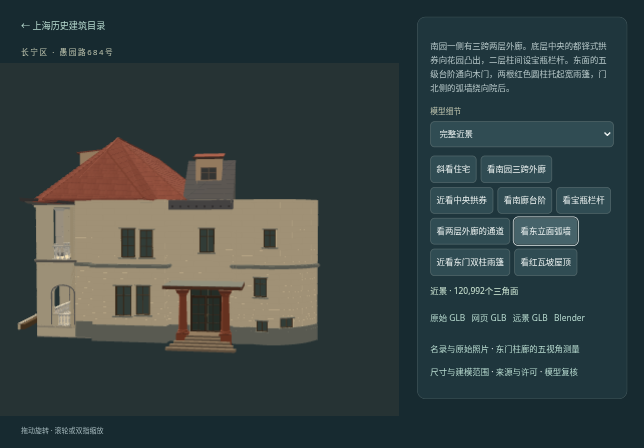 ← 上海历史建筑目录
长宁区 · 愚园路684号
南园一侧有三跨两层外廊。底层中央的都铎式拱
券向花园凸出，二层柱间设宝瓶栏杆。东面的五
级台阶通向木门，两根红色圆柱托起宽雨篷，门
北侧的弧墙绕向院后。
模型细节
完整近景
斜看住宅 看南园三跨外廊
近看中央拱券 看南廊台阶 看宝瓶栏杆
看两层外廊的通道 看东立面弧墙
近看东门双柱雨篷 看红瓦坡屋顶
近景 · 120,992个三角面
原始 GLB 网页 GLB 远景 GLB Blender
名录与原始照片 · 东门柱廊的五视角测量
尺寸与建模范围 · 来源与许可 · 模型复核
拖动旋转 · 滚轮或双指缩放